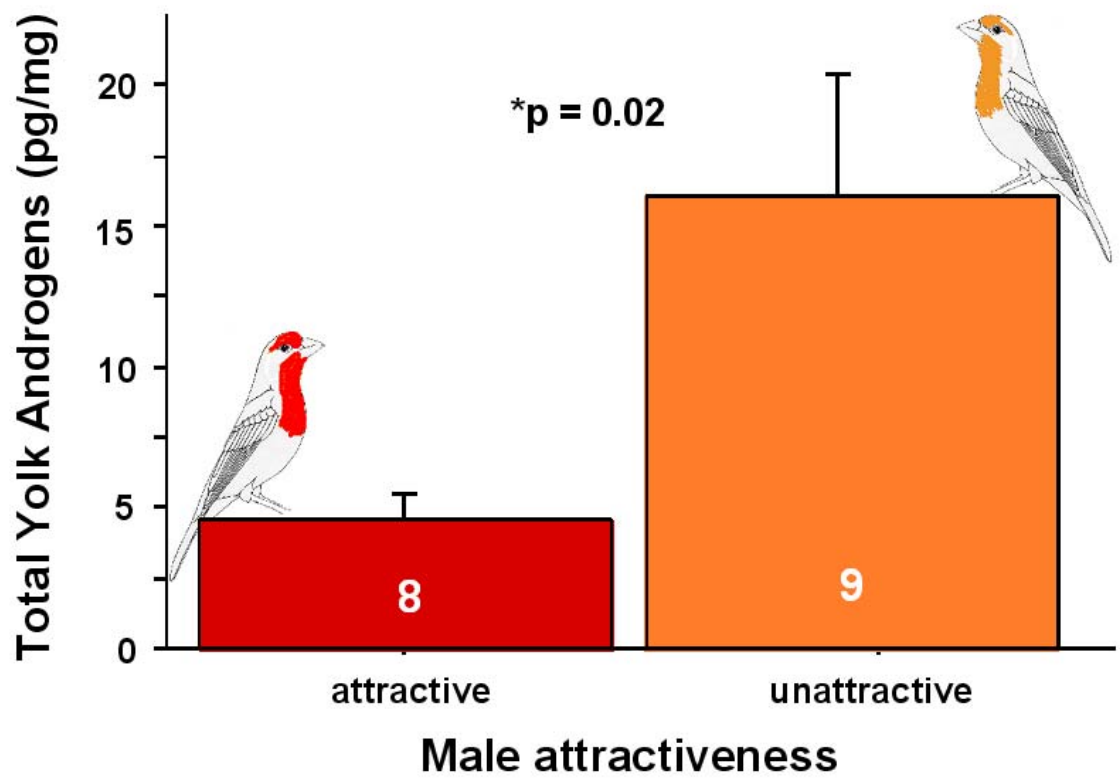 Total Yolk Androgens (pg/mg)
20
15
10
5
0
*p = 0.02
8
9
attractive
unattractive
Male attractiveness